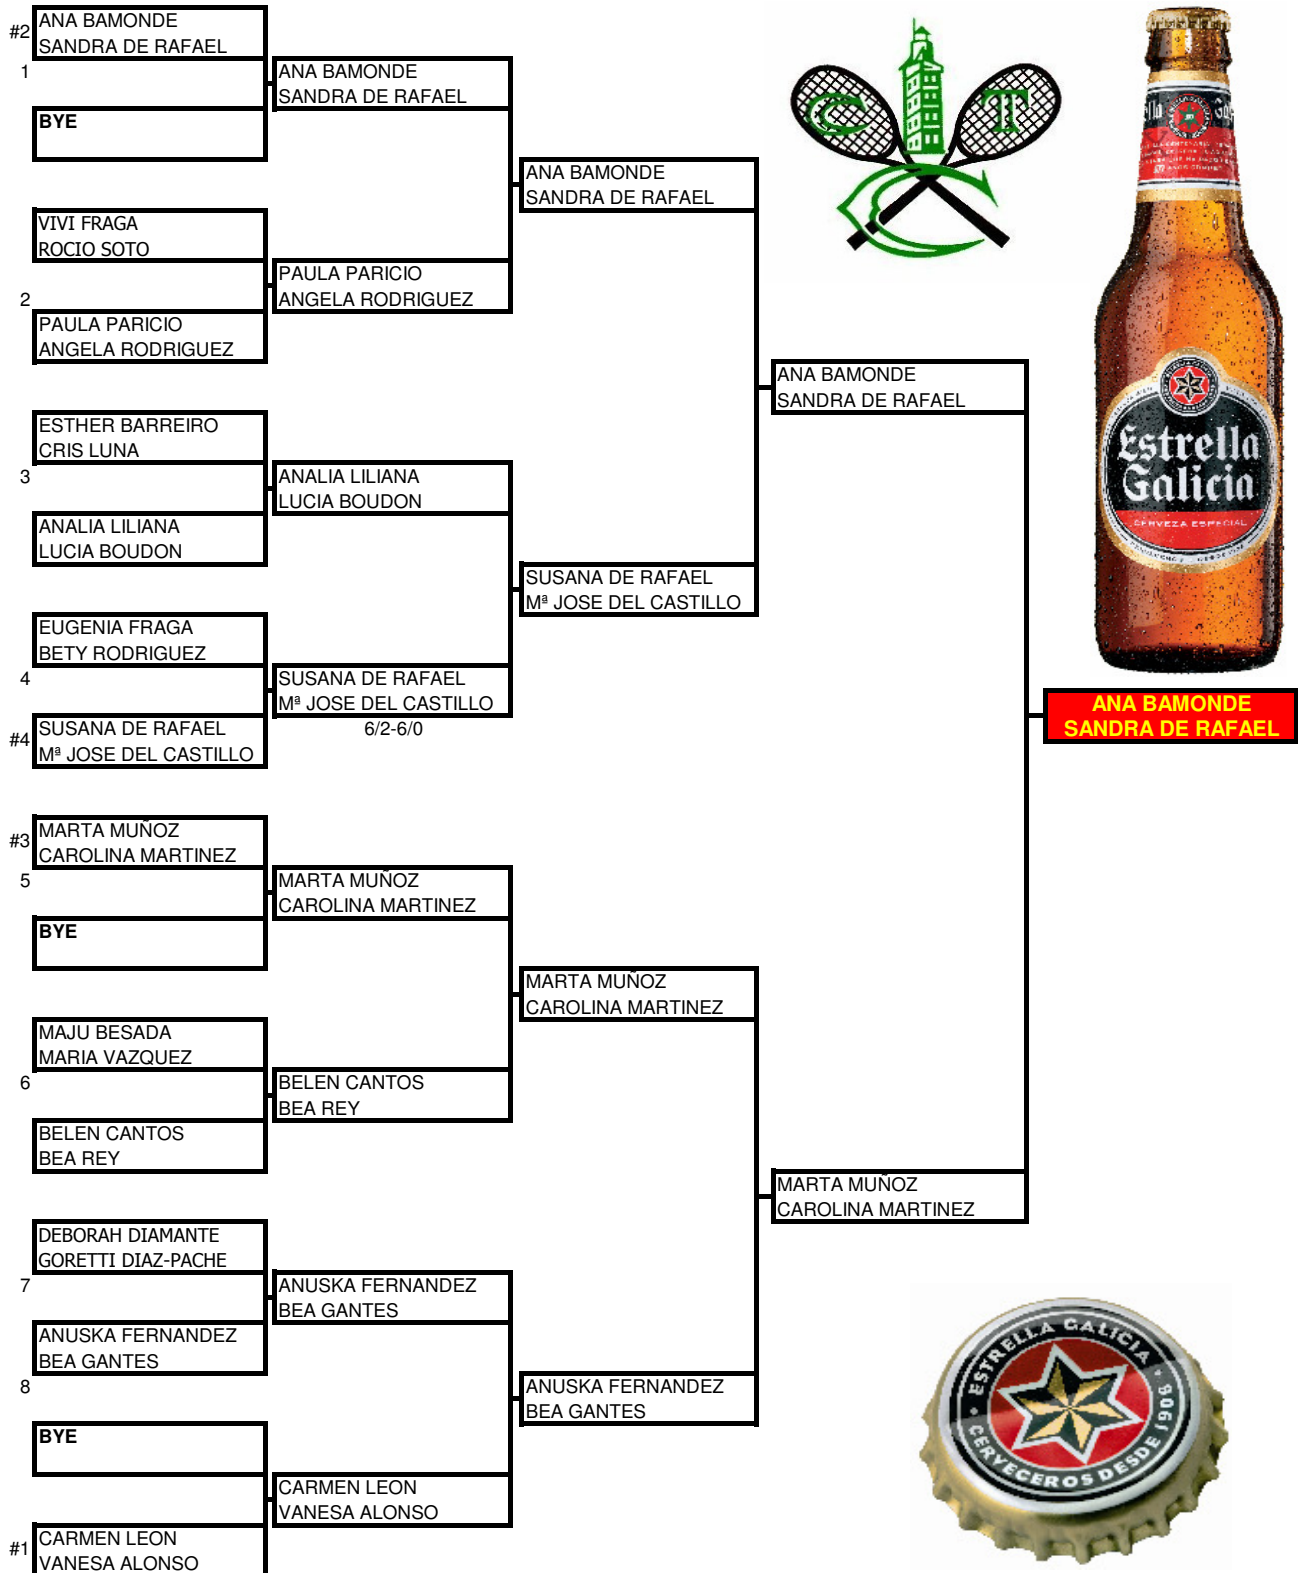 #2
ANA BAMONDE
SANDRA DE RAFAEL
1
BYE
VIVI FRAGA
ROCIO SOTO
2
PAULA PARICIO
ANGELA RODRIGUEZ
ESTHER BARREIRO
CRIS LUNA
3
ANALIA LILIANA
LUCIA BOUDON
EUGENIA FRAGA
BETY RODRIGUEZ
4
#4
SUSANA DE RAFAEL
Mª JOSE DEL CASTILLO
#3
MARTA MUÑOZ
CAROLINA MARTINEZ
5
BYE
MAJU BESADA
MARIA VAZQUEZ
6
BELEN CANTOS
BEA REY
DEBORAH DIAMANTE
GORETTI DIAZ-PACHE
7
ANUSKA FERNANDEZ
BEA GANTES
8
BYE
#1
CARMEN LEON
VANESA ALONSO
ANA BAMONDE
SANDRA DE RAFAEL
PAULA PARICIO
ANGELA RODRIGUEZ
ANALIA LILIANA
LUCIA BOUDON
SUSANA DE RAFAEL
Mª JOSE DEL CASTILLO
6/2-6/0
MARTA MUÑOZ
CAROLINA MARTINEZ
BELEN CANTOS
BEA REY
ANUSKA FERNANDEZ
BEA GANTES
CARMEN LEON
VANESA ALONSO
ANA BAMONDE
SANDRA DE RAFAEL
SUSANA DE RAFAEL
Mª JOSE DEL CASTILLO
MARTA MUÑOZ
CAROLINA MARTINEZ
ANUSKA FERNANDEZ
BEA GANTES
ANA BAMONDE
SANDRA DE RAFAEL
MARTA MUÑOZ
CAROLINA MARTINEZ
ANA BAMONDE
SANDRA DE RAFAEL
C T
Estrella
Galicia
CERVEZA ESPECIAL
ESTRELLA GALICIA
CERVECEROS DESDE 1906